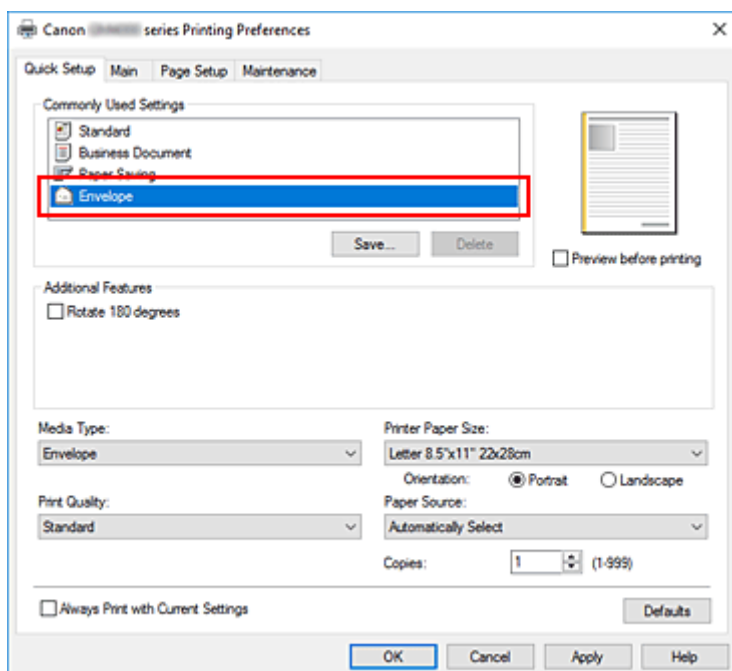 Canon series Printing Preferences
Quick Setup Main Page Setup Maintenance
Commonly Used Settings
Standard
Business Document
Paper Saving
Envelope
Save... Delete
Preview before printing
Additional Features
Rotate 180 degrees
Media Type: Printer Paper Size:
Envelope Letter 8.5"x11" 22x28cm
Orientation: Portrait Landscape
Print Quality: Paper Source:
Standard Automatically Select
Copies: 1 (1-999)
Always Print with Current Settings Defaults
OK Cancel Apply Help